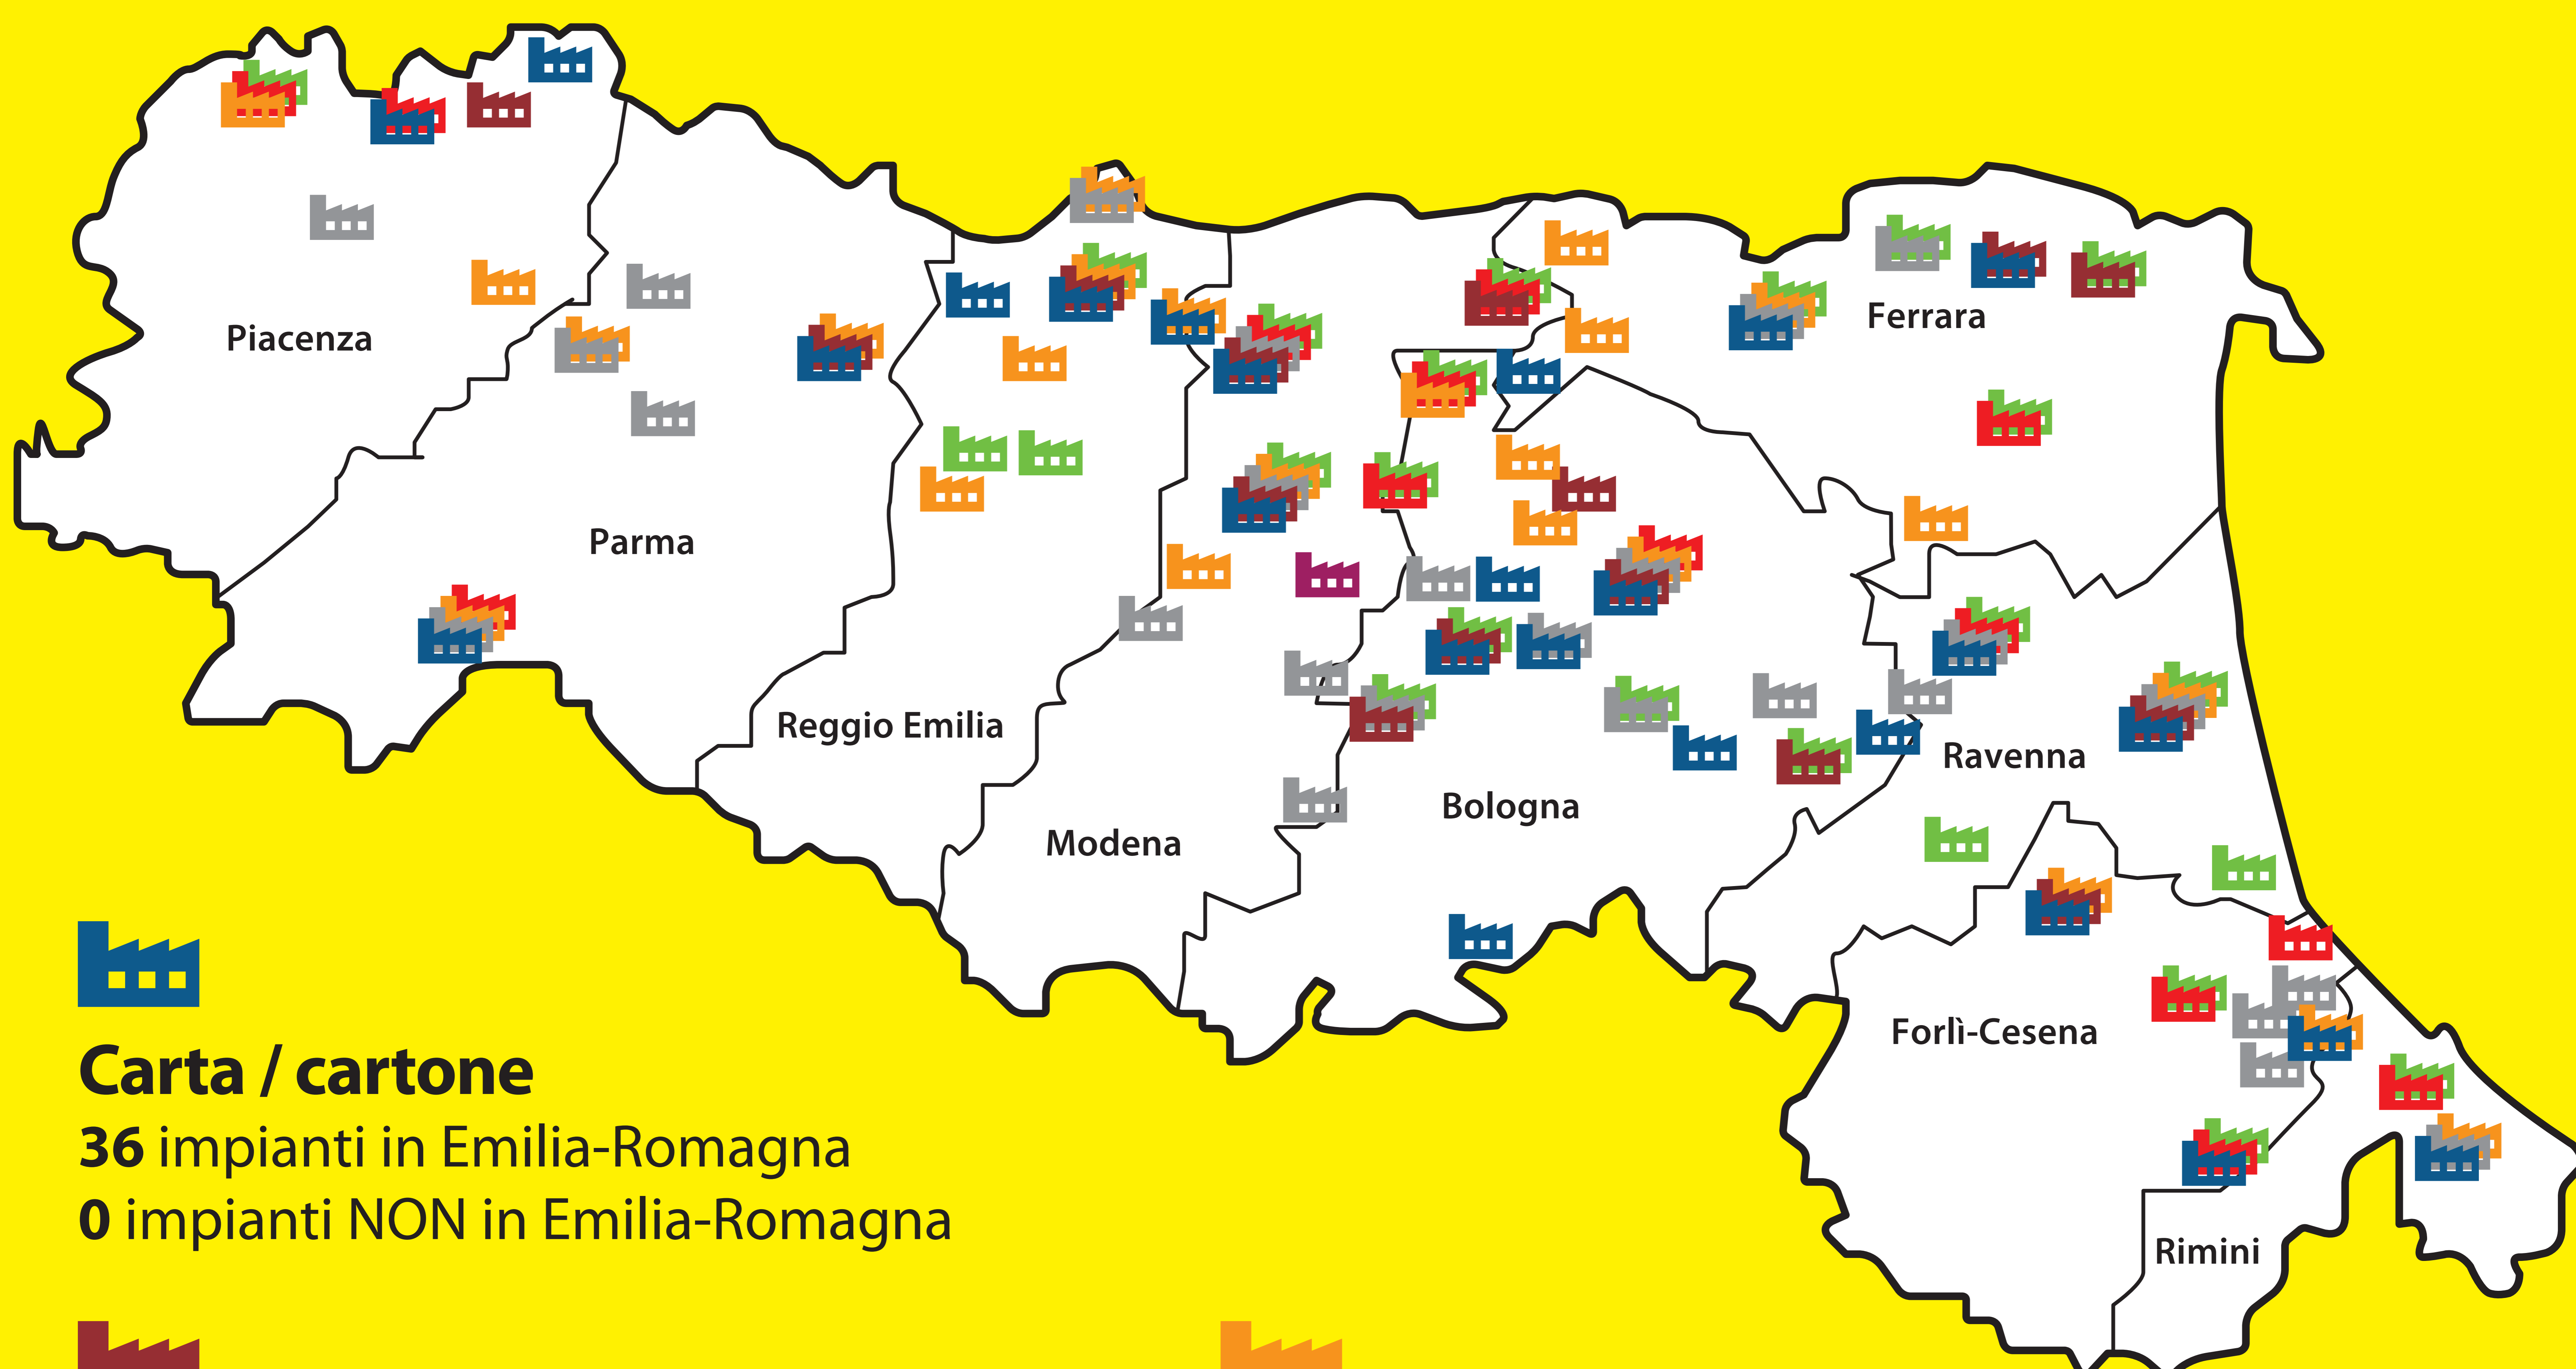 Piacenza
Ferrara
Parma
Reggio Emilia
Ravenna
Bologna
Modena
Forlì-Cesena
Rimini
Carta / cartone
36 impianti in Emilia-Romagna
0 impianti NON in Emilia-Romagna